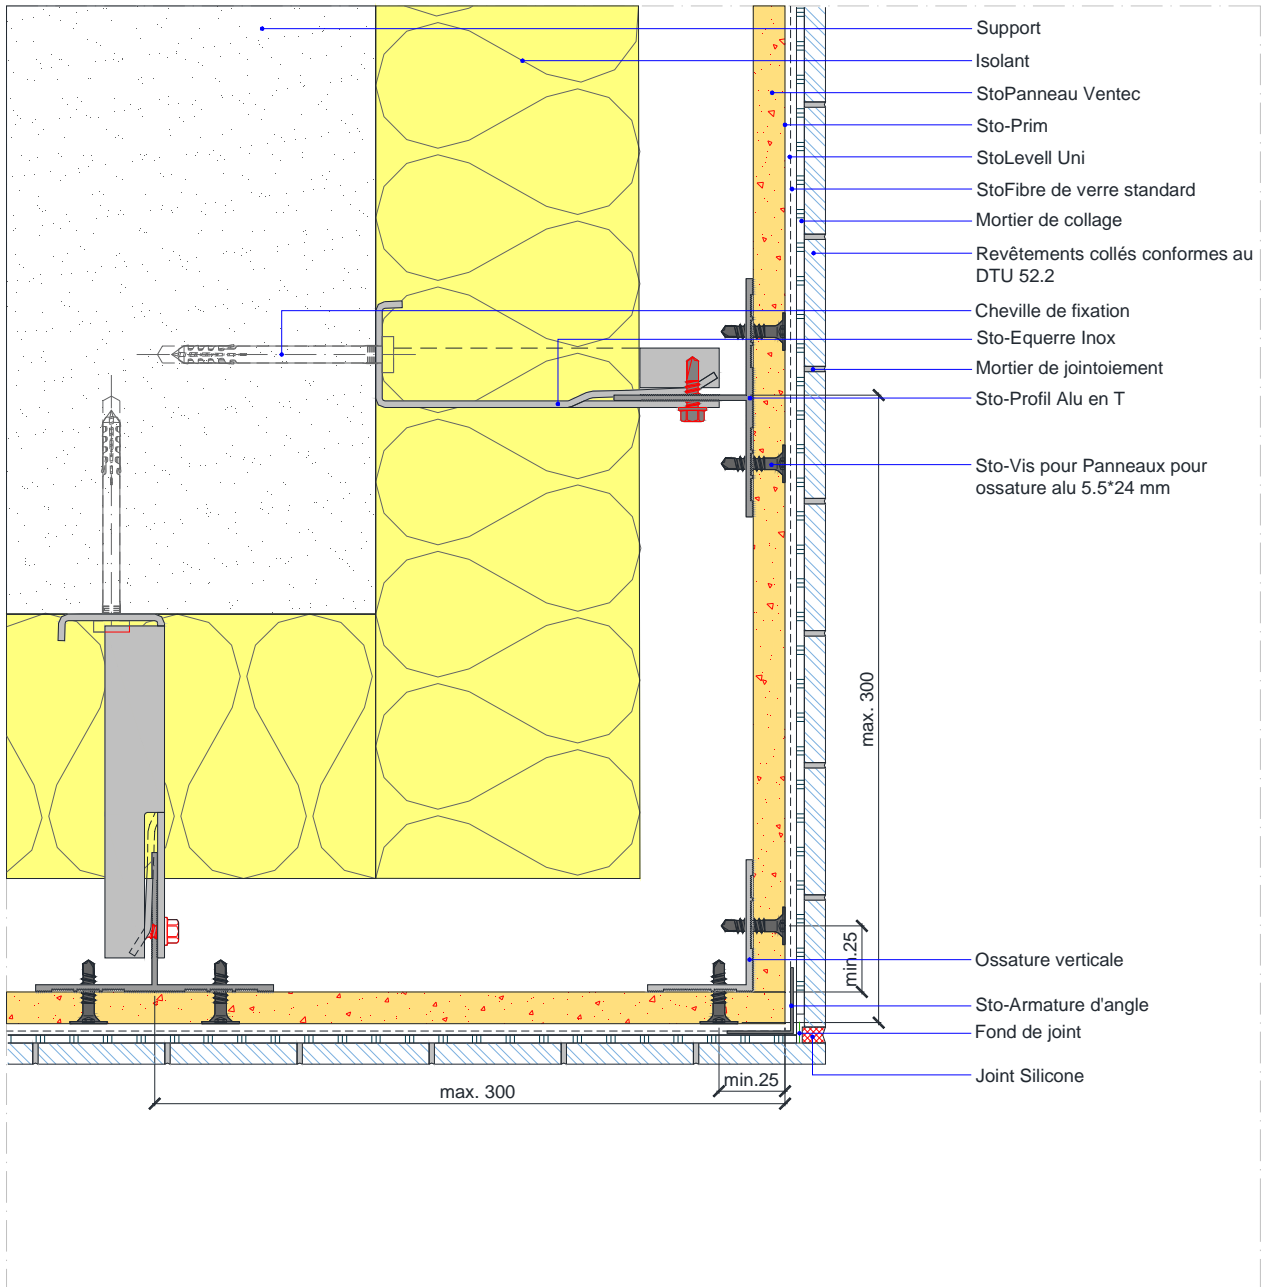 Support
Isolant
StoPanneau Ventec
Sto-Prim
StoLevell Uni
StoFibre de verre standard
Mortier de collage
Revêtements collés conformes au
DTU 52.2
Cheville de fixation
Sto-Equerre Inox
Mortier de jointoiement
Sto-Profil Alu en T
Sto-Vis pour Panneaux pour
ossature alu 5.5*24 mm
max. 300
min.25
Ossature verticale
Sto-Armature d'angle
Fond de joint
Joint Silicone
min.25
max. 300